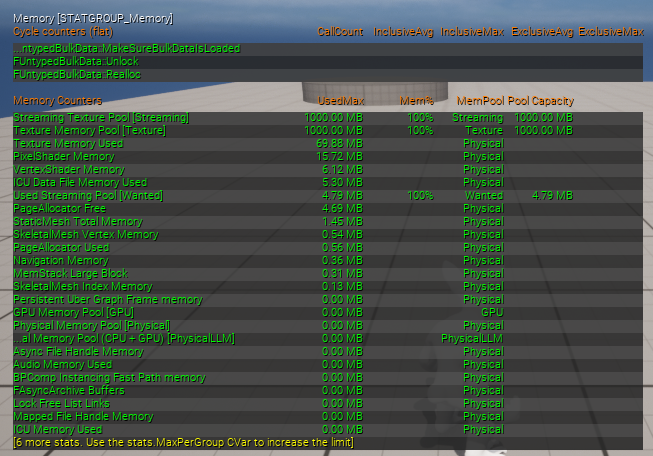 Memory [STATGROUP_Memory]
Cycle counters (flat) CallCount InclusiveAvg InclusiveMax ExclusiveAvg ExclusiveMax
...ntypedBulkData::MakeSureBulkDataIsLoaded
FUntypedBulkData::Unlock
FUntypedBulkData::Realloc
Memory Counters UsedMax Mem% MemPool Pool Capacity
Streaming Texture Pool [Streaming] 1000.00 MB 100% Streaming 1000.00 MB
Texture Memory Pool [Texture] 1000.00 MB 100% Texture 1000.00 MB
Texture Memory Used 69.88 MB Physical
PixelShader Memory 15.72 MB Physical
VertexShader Memory 6.12 MB Physical
ICU Data File Memory Used 5.30 MB Physical
Used Streaming Pool [Wanted] 4.79 MB 100% Wanted 4.79 MB
PageAllocator Free 4.69 MB Physical
StaticMesh Total Memory 1.45 MB Physical
SkeletalMesh Vertex Memory 0.54 MB Physical
PageAllocator Used 0.56 MB Physical
Navigation Memory 0.36 MB Physical
MemStack Large Block 0.31 MB Physical
SkeletalMesh Index Memory 0.13 MB Physical
Persistent Uber Graph Frame memory 0.00 MB Physical
GPU Memory Pool [GPU] 0.00 MB GPU
Physical Memory Pool [Physical] 0.00 MB Physical
...al Memory Pool (CPU + GPU) [PhysicalLLM] 0.00 MB PhysicalLLM
Async File Handle Memory 0.00 MB Physical
Audio Memory Used 0.00 MB Physical
BPComp Instancing Fast Path memory 0.00 MB Physical
FAsyncArchive Buffers 0.00 MB Physical
Lock Free List Links 0.00 MB Physical
Mapped File Handle Memory 0.00 MB Physical
ICU Memory Used 0.00 MB Physical
[6 more stats. Use the stats.MaxPerGroup CVar to increase the limit]